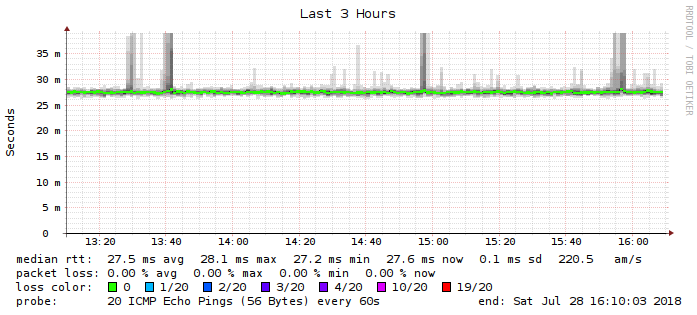 Last 3 Hours
RRDTOOL / TOBI OETIKER
Seconds
35 m
30 m
25 m
20 m
15 m
10 m
5 m
0
13:20 13:40 14:00 14:20 14:40 15:00 15:20 15:40 16:00
median rtt: 27.5 ms avg 28.1 ms max 27.2 ms min 27.6 ms now 0.1 ms sd 220.5 am/s
packet loss: 0.00 % avg 0.00 % max 0.00 % min 0.00 % now
loss color: 0 1/20 2/20 3/20 4/20 10/20 19/20
probe: 20 ICMP Echo Pings (56 Bytes) every 60s end: Sat Jul 28 16:10:03 2018